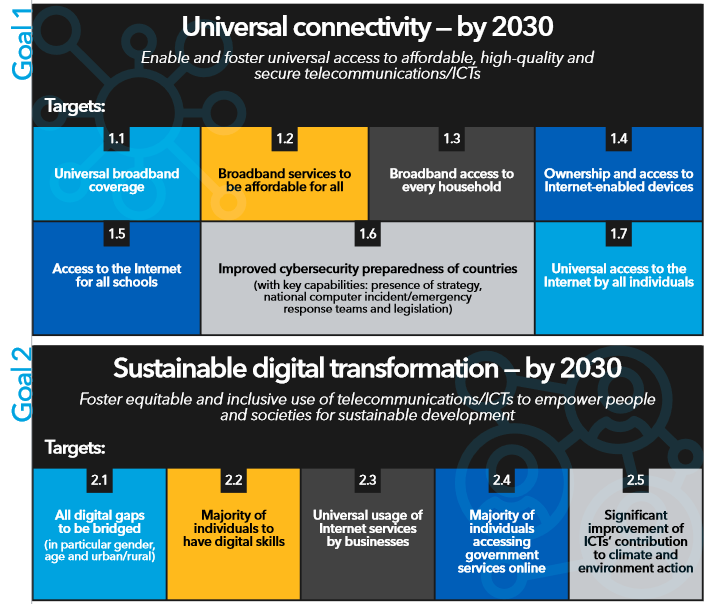 Goal 1
Universal connectivity – by 2030
Enable and foster universal access to affordable, high-quality and
secure telecommunications/ICTs
Targets:
1.1
Universal broadband
coverage
1.2
Broadband services to
be affordable for all
1.3
Broadband access to
every household
1.4
Ownership and access to
Internet-enabled devices
1.5
Access to the Internet
for all schools
1.6
Improved cybersecurity preparedness of countries
(with key capabilities: presence of strategy,
national computer incident/emergency
response teams and legislation)
1.7
Universal access to the
Internet by all individuals
Goal 2
Sustainable digital transformation – by 2030
Foster equitable and inclusive use of telecommunications/ICTs to empower people
and societies for sustainable development
Targets:
2.1
All digital gaps
to be bridged
(in particular gender,
age and urban/rural)
2.2
Majority of
individuals to
have digital skills
2.3
Universal usage of
Internet services
by businesses
2.4
Majority of
individuals
accessing
government
services online
2.5
Significant
improvement of
ICTs' contribution
to climate and
environment action